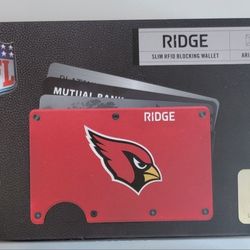 RIDGE
SLIM RFID BLOCKING WALLET
MUTUAL BANK
RIDGE